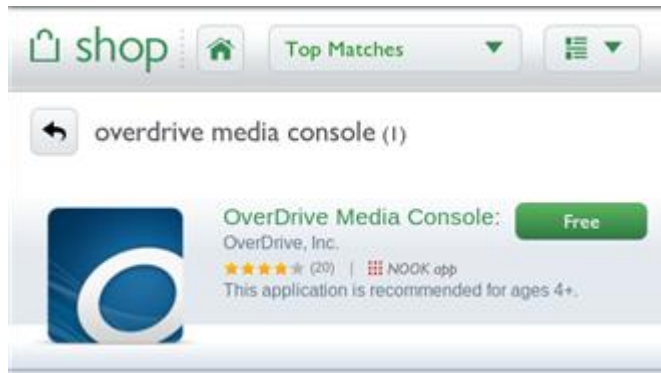 shop Top Matches
overdrive media console (1)
OverDrive Media Console: Free
OverDrive, Inc.
(20) | NOOK app
This application is recommended for ages 4+.